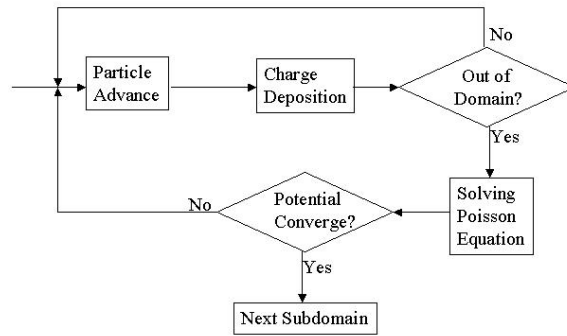 No
Particle
Advance
Charge
Deposition
Out of
Domain?
Yes
No
Potential
Converge?
Solving
Poisson
Equation
Yes
Next Subdomain